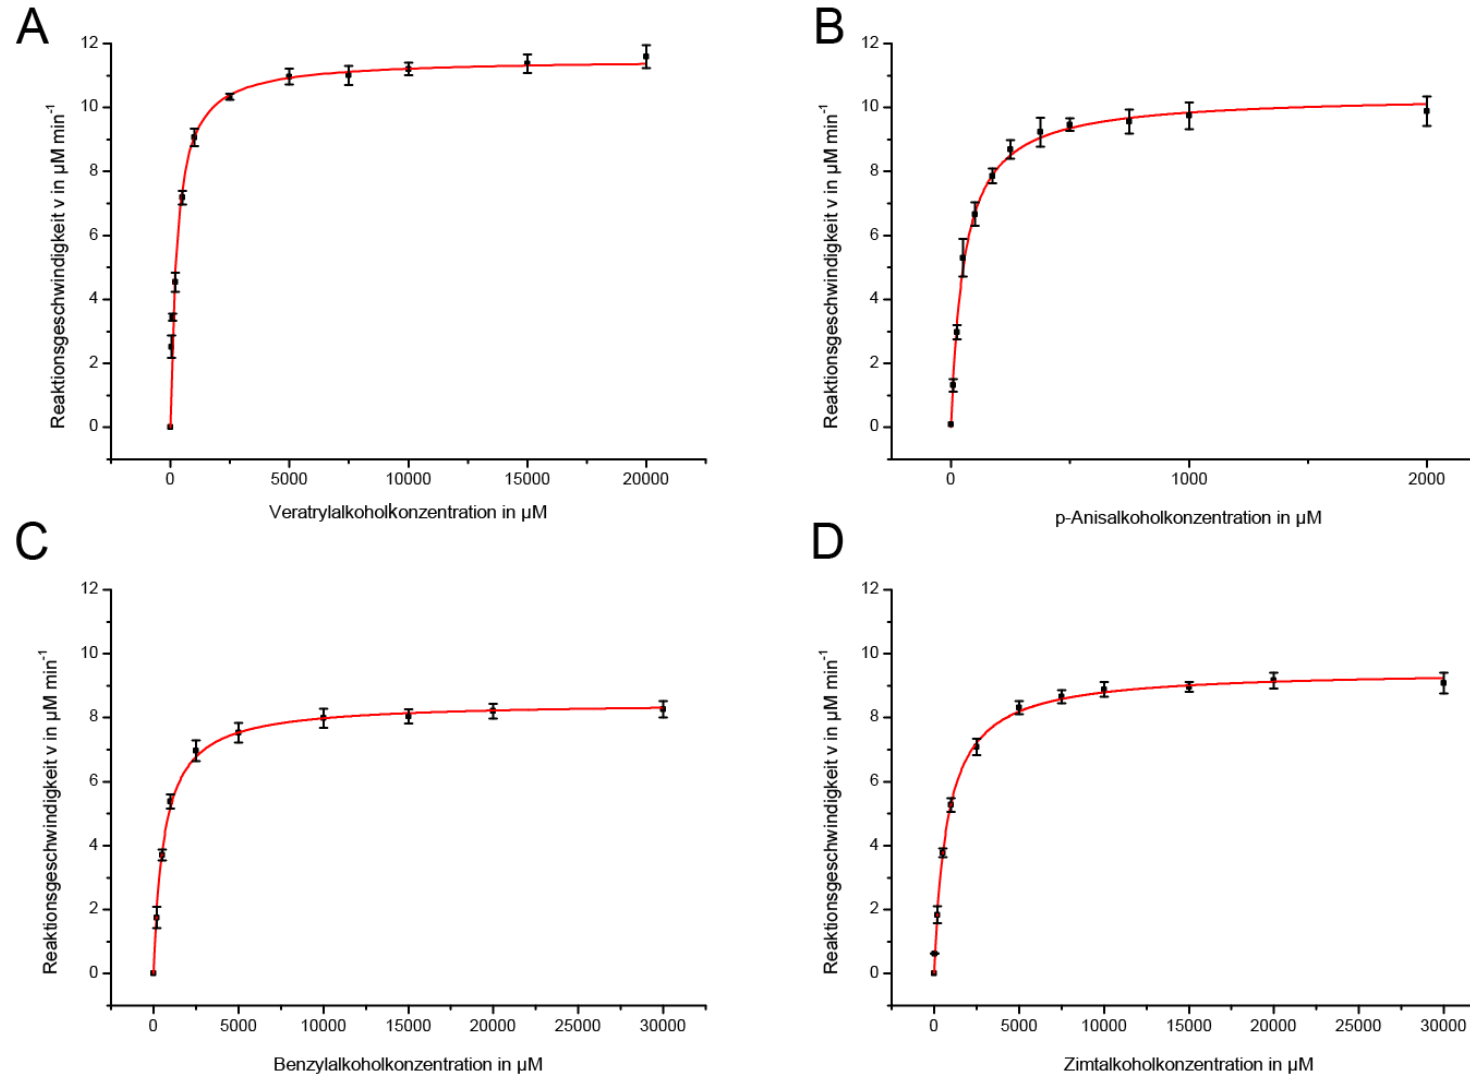 A
12
10
8
6
4
2
0
Reaktionsgeschwindigkeit v in µM min⁻¹
0 5000 10000 15000 20000
Veratrylalkoholkonzentration in µM
B
12
10
8
6
4
2
0
Reaktionsgeschwindigkeit v in µM min⁻¹
0 1000 2000
p-Anisalkoholkonzentration in µM
C
12
10
8
6
4
2
0
Reaktionsgeschwindigkeit v in µM min⁻¹
0 5000 10000 15000 20000 25000 30000
Benzylalkoholkonzentration in µM
D
12
10
8
6
4
2
0
Reaktionsgeschwindigkeit v in µM min⁻¹
0 5000 10000 15000 20000 25000 30000
Zimtalkoholkonzentration in µM